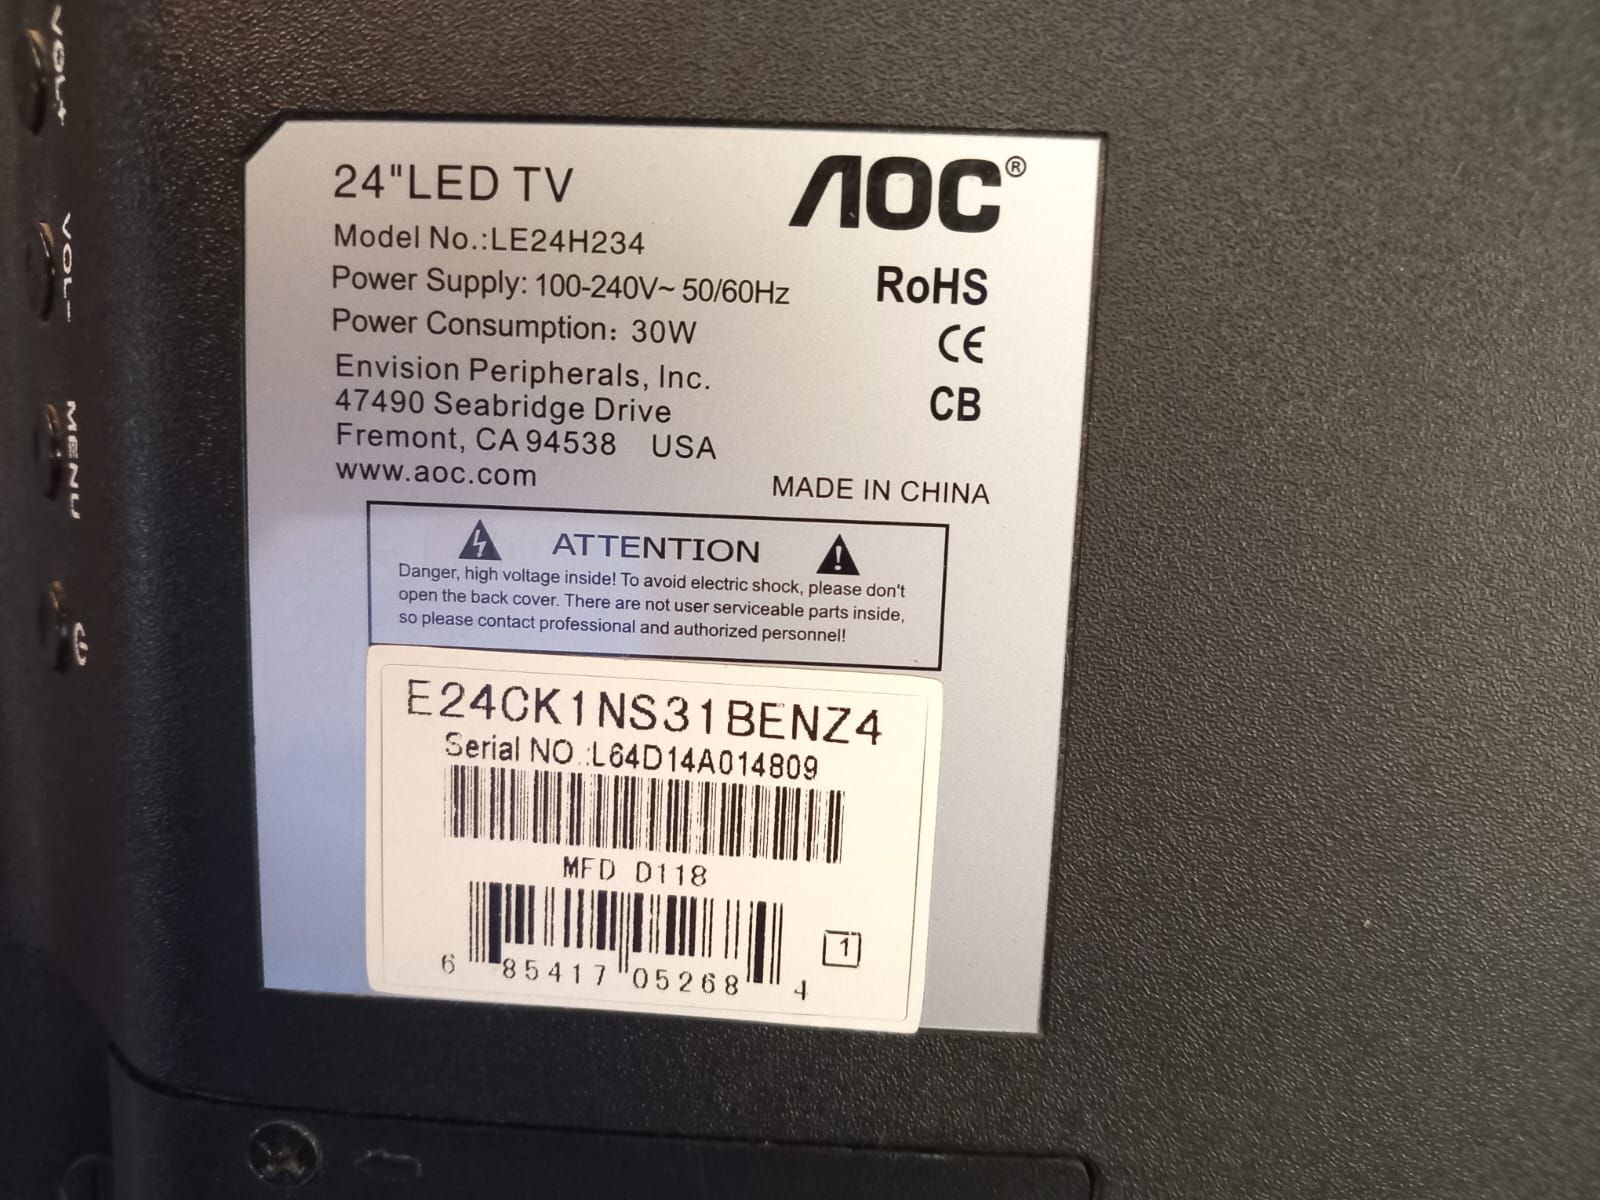 VOL+
VOL-
MENU
24"LED TV
AOC®
Model No.:LE24H234
Power Supply: 100-240V~ 50/60Hz
RoHS
Power Consumption: 30W
CE
Envision Peripherals, Inc.
47490 Seabridge Drive
CB
Fremont, CA 94538 USA
www.aoc.com
MADE IN CHINA
ATTENTION
Danger, high voltage inside! To avoid electric shock, please don't
open the back cover. There are not user serviceable parts inside,
so please contact professional and authorized personnel!
E24CK1NS31BENZ4
Serial NO.:L64D14A014809
MFD D118
1
6 85417 05268 4